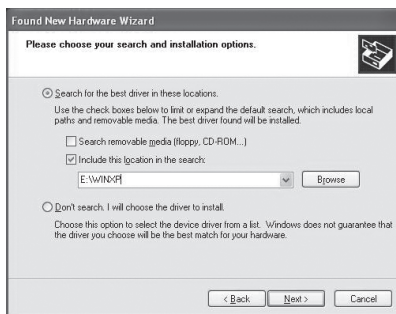 Found New Hardware Wizard
Please choose your search and installation options.
Search for the best driver in these locations.
Use the check boxes below to limit or expand the default search, which includes local
paths and removable media. The best driver found will be installed.
Search removable media (floppy, CD-ROM...)
Include this location in the search:
E:\WINXP
Browse
Don't search. I will choose the driver to install.
Choose this option to select the device driver from a list. Windows does not guarantee that
the driver you choose will be the best match for your hardware.
< Back
Next >
Cancel